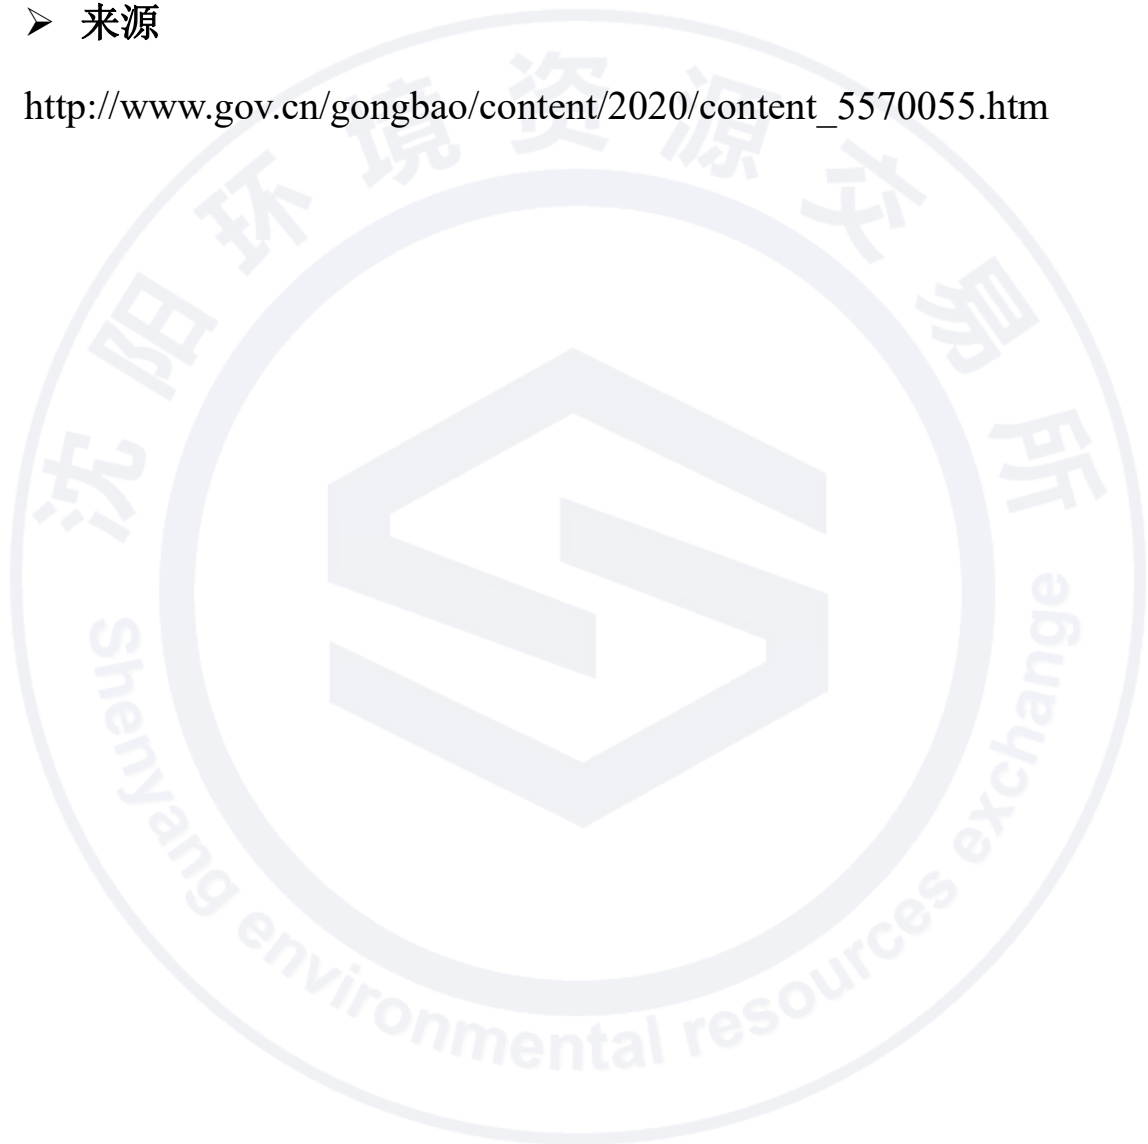 ➢ 来源
http://www.gov.cn/gongbao/content/2020/content_5570055.htm
沈阳环境资源交易所
Shenyang environmental resources exchange